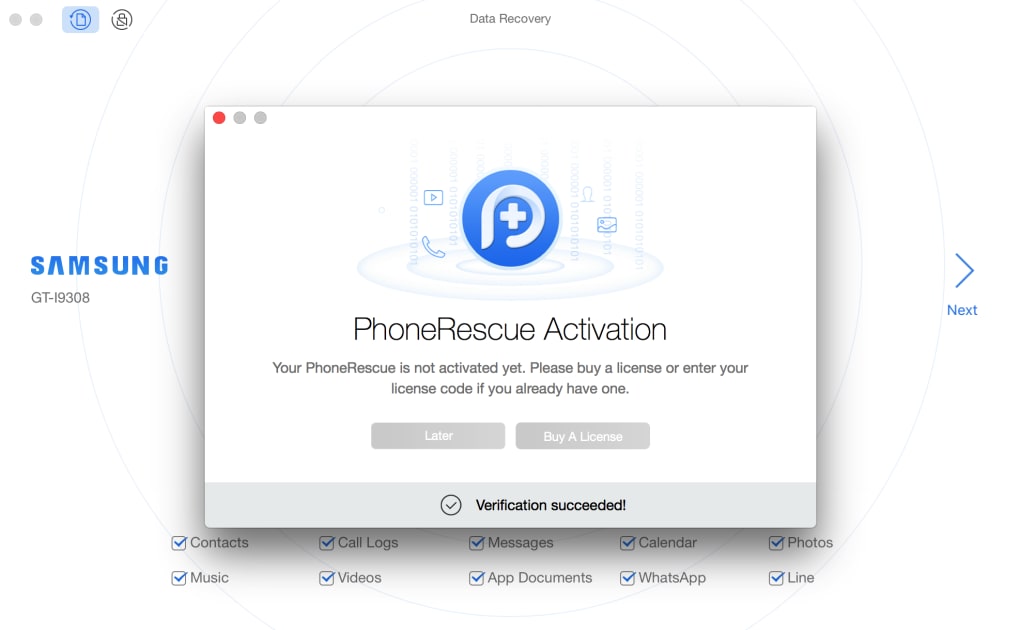 Data Recovery
SAMSUNG
GT-I9308
Next
PhoneRescue Activation
Your PhoneRescue is not activated yet. Please buy a license or enter your
license code if you already have one.
Later
Buy A License
Verification succeeded!
Contacts
Call Logs
Messages
Calendar
Photos
Music
Videos
App Documents
WhatsApp
Line